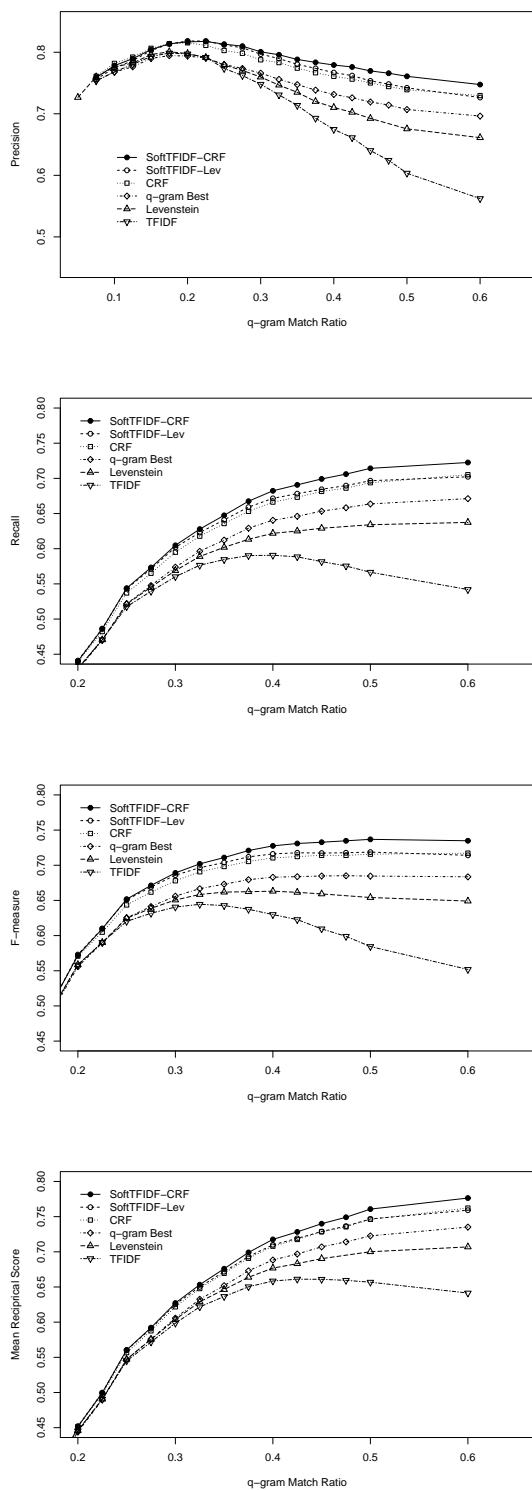 0.8
0.7
0.6
0.5
Precision
SoftTFIDF−CRF
SoftTFIDF−Lev
CRF
q−gram Best
Levenstein
TFIDF
0.1
0.2
0.3
0.4
0.5
0.6
q−gram Match Ratio
0.80
0.75
0.70
0.65
0.60
0.55
0.50
0.45
Recall
SoftTFIDF−CRF
SoftTFIDF−Lev
CRF
q−gram Best
Levenstein
TFIDF
0.2
0.3
0.4
0.5
0.6
q−gram Match Ratio
0.80
0.75
0.70
0.65
0.60
0.55
0.50
0.45
F−measure
SoftTFIDF−CRF
SoftTFIDF−Lev
CRF
q−gram Best
Levenstein
TFIDF
0.2
0.3
0.4
0.5
0.6
q−gram Match Ratio
0.80
0.75
0.70
0.65
0.60
0.55
0.50
0.45
Mean Reciprical Score
SoftTFIDF−CRF
SoftTFIDF−Lev
CRF
q−gram Best
Levenstein
TFIDF
0.2
0.3
0.4
0.5
0.6
q−gram Match Ratio